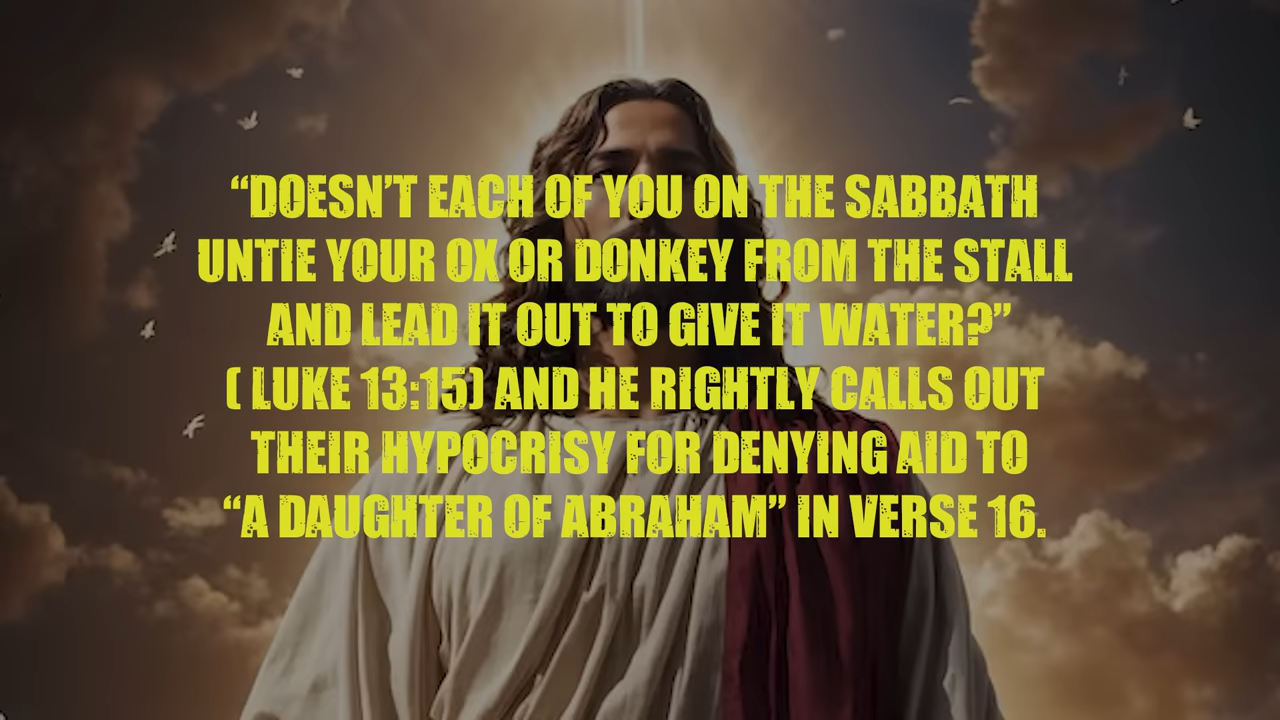 “DOESN’T EACH OF YOU ON THE SABBATH
UNTIE YOUR OX OR DONKEY FROM THE STALL
AND LEAD IT OUT TO GIVE IT WATER?”
( LUKE 13:15) AND HE RIGHTLY CALLS OUT
THEIR HYPOCRISY FOR DENYING AID TO
“A DAUGHTER OF ABRAHAM” IN VERSE 16.